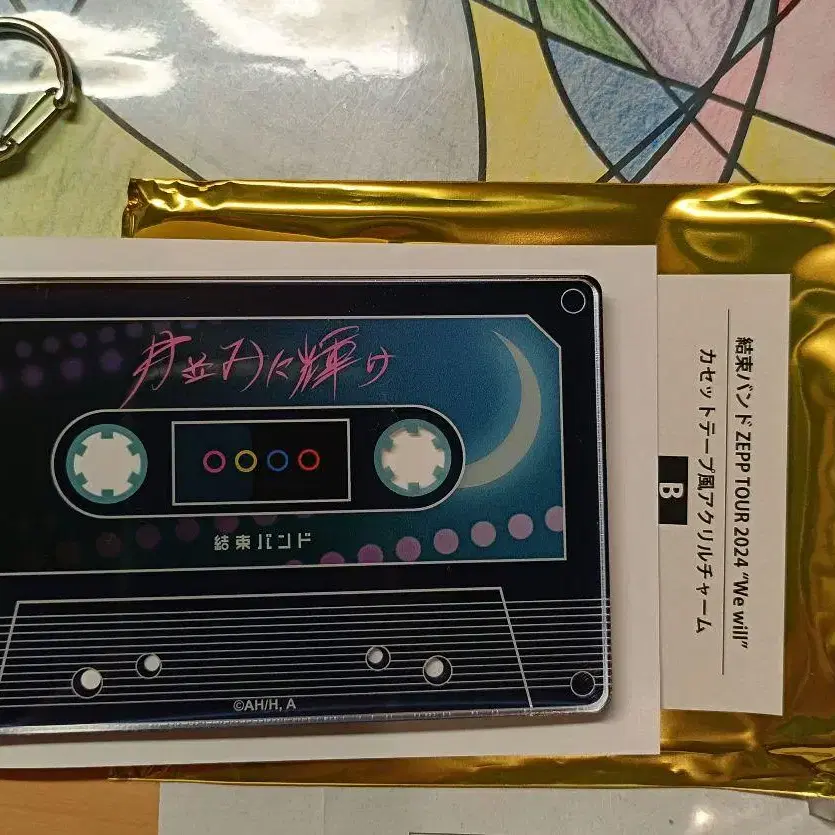 月並みに輝け
結束バンド
©AH/H, A
結束バンド ZEPP TOUR 2024 "We will"
カセットテープ風アクリルチャーム
B